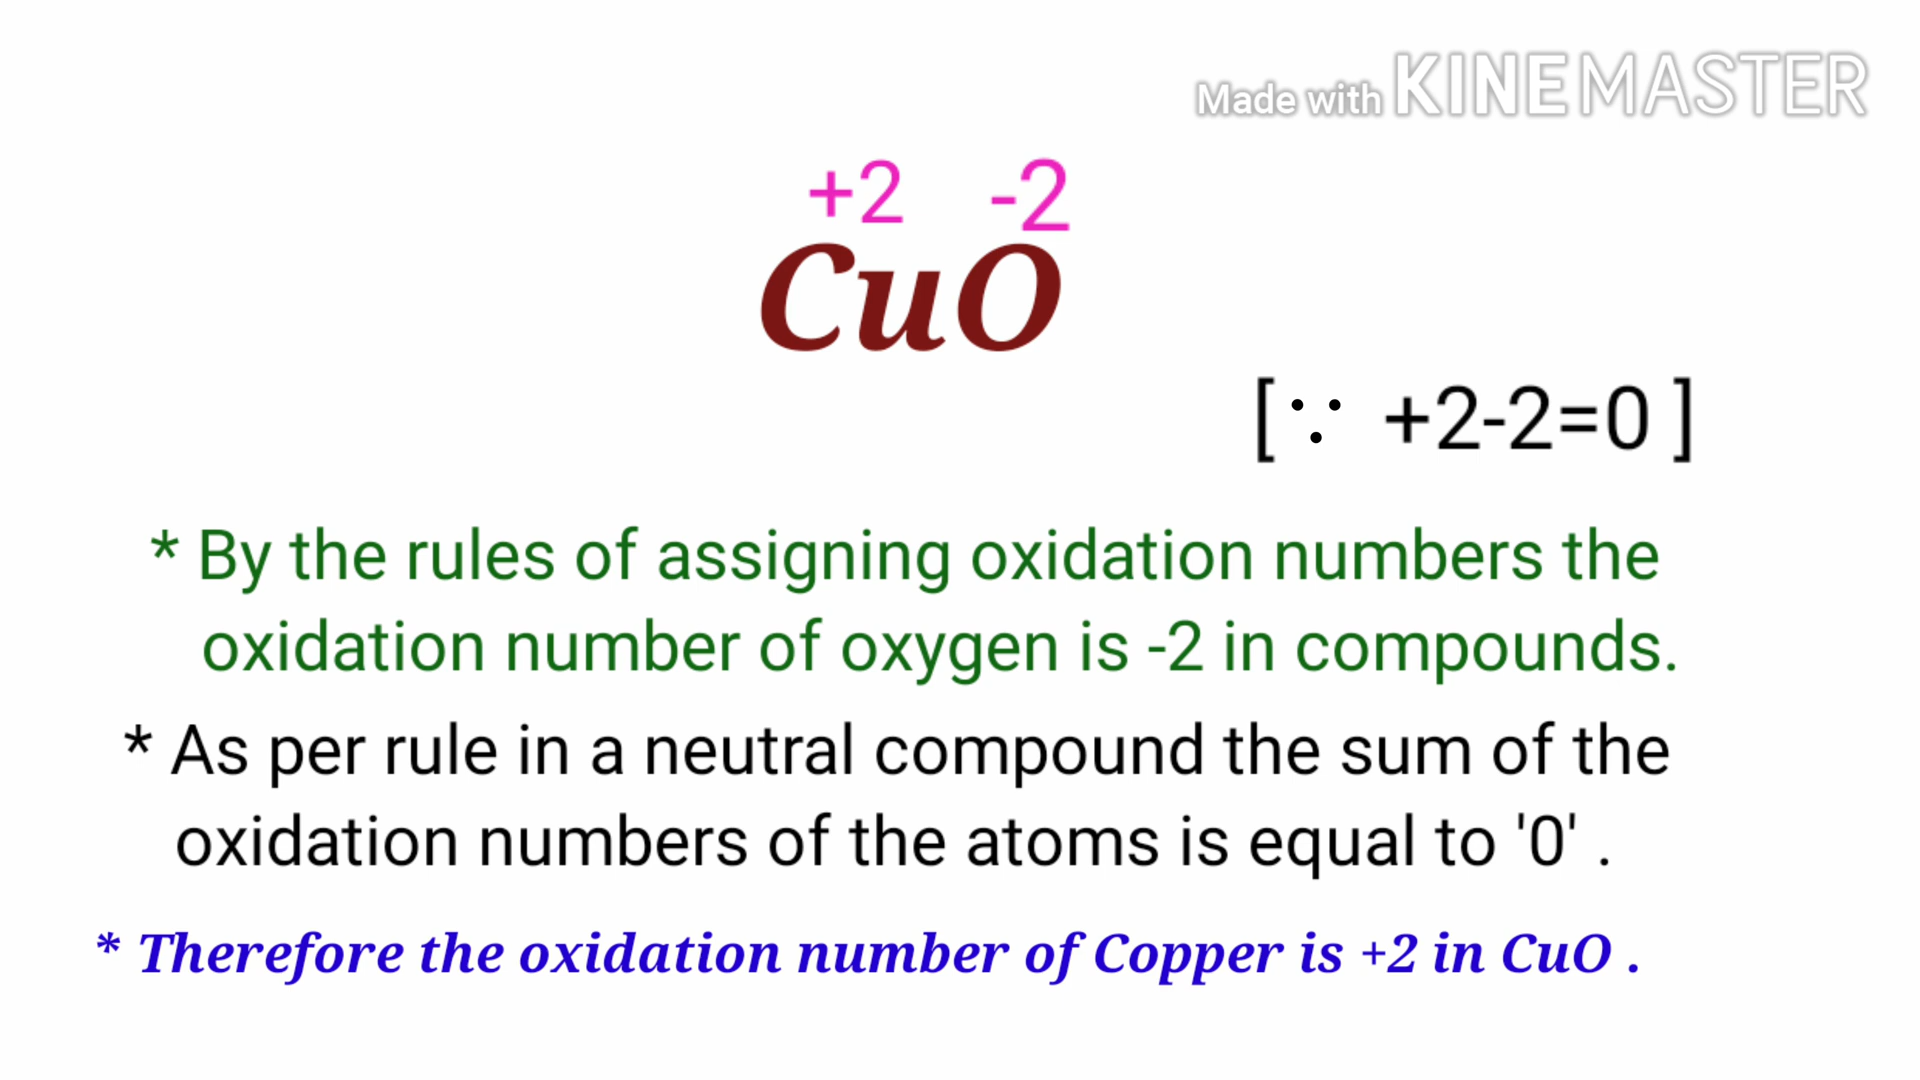 Made with KINEMASTER
+2 -2
CuO
[∵ +2-2=0 ]
* By the rules of assigning oxidation numbers the
oxidation number of oxygen is -2 in compounds.
* As per rule in a neutral compound the sum of the
oxidation numbers of the atoms is equal to '0' .
* Therefore the oxidation number of Copper is +2 in CuO .